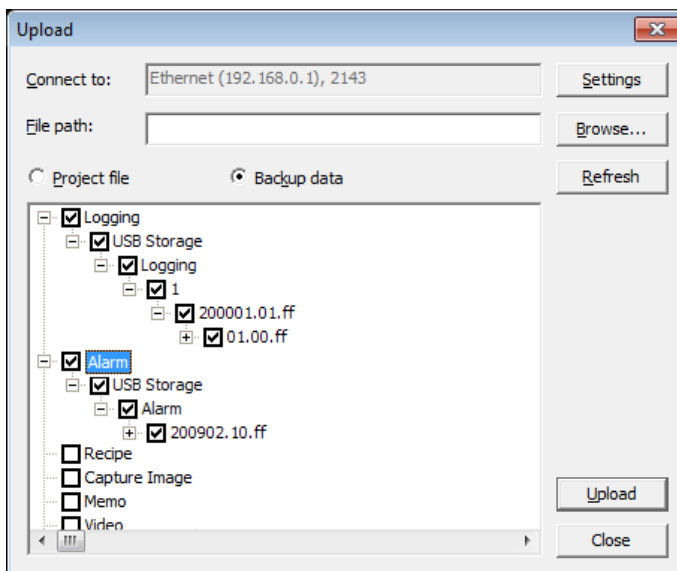 Upload
Connect to: Ethernet (192.168.0.1), 2143 Settings
File path: Browse...
Project file Backup data Refresh
Logging
USB Storage
Logging
1
200001.01.ff
01.00.ff
Alarm
USB Storage
Alarm
200902.10.ff
Recipe
Capture Image
Memo
Upload
Video
Close